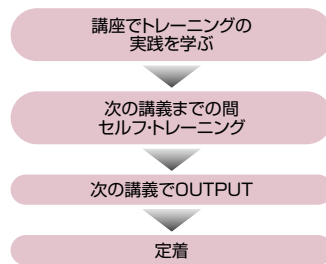 講座でトレーニングの
実践を学ぶ
次の講義までの間
セルフ・トレーニング
次の講義でOUTPUT
定着